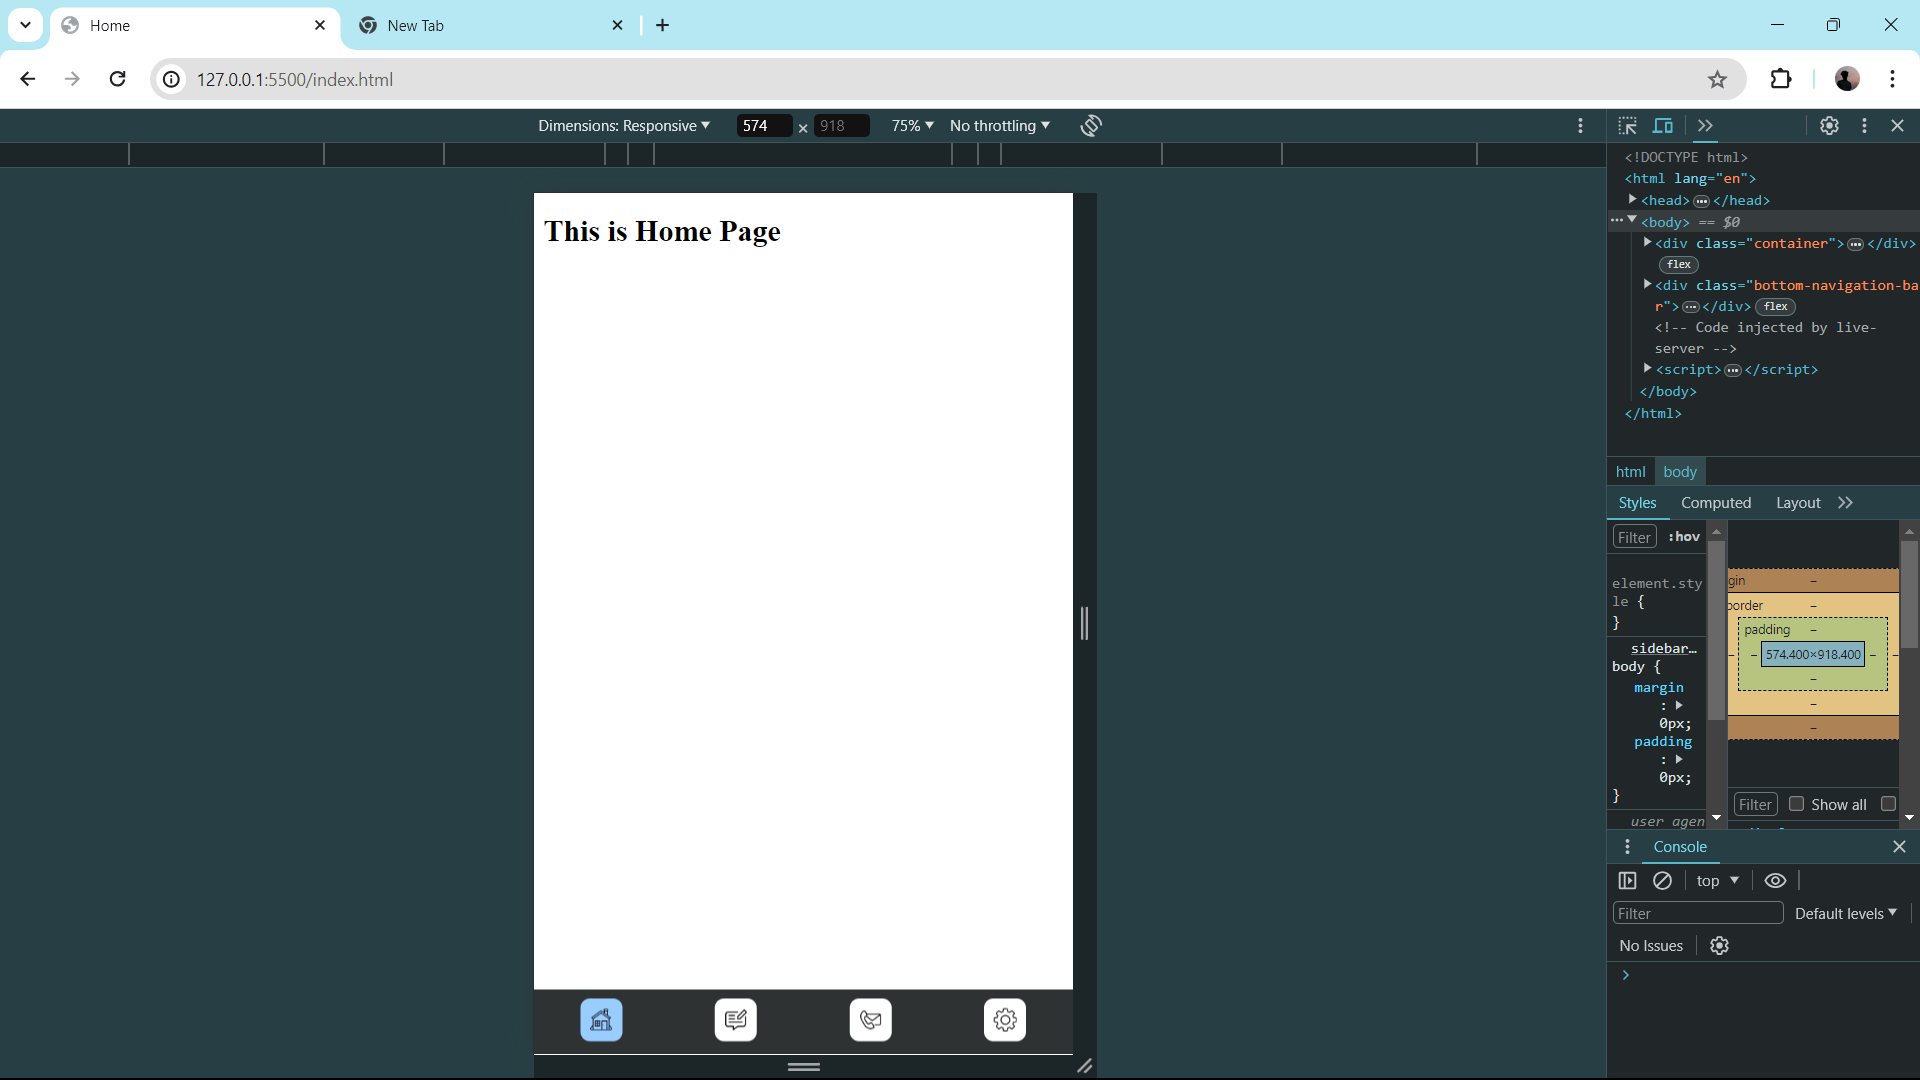 Home
New Tab
127.0.0.1:5500/index.html
Dimensions: Responsive
574
×
918
75%
No throttling
This is Home Page
<!DOCTYPE html>
<html lang="en">
<head> … </head>
<body> == $0
<div class="container"> … </div>
flex
<div class="bottom-navigation-ba
r"> … </div> flex
<!-- Code injected by live-
server -->
<script> … </script>
</body>
</html>
html
body
Styles
Computed
Layout
Filter
:hov
element.sty
le {
}
sidebar…
body {
margin
:
0px;
padding
:
0px;
}
user agen
gin
–
border
–
padding
–
574.400×918.400
–
–
–
Filter
Show all
Console
top
Filter
Default levels
No Issues